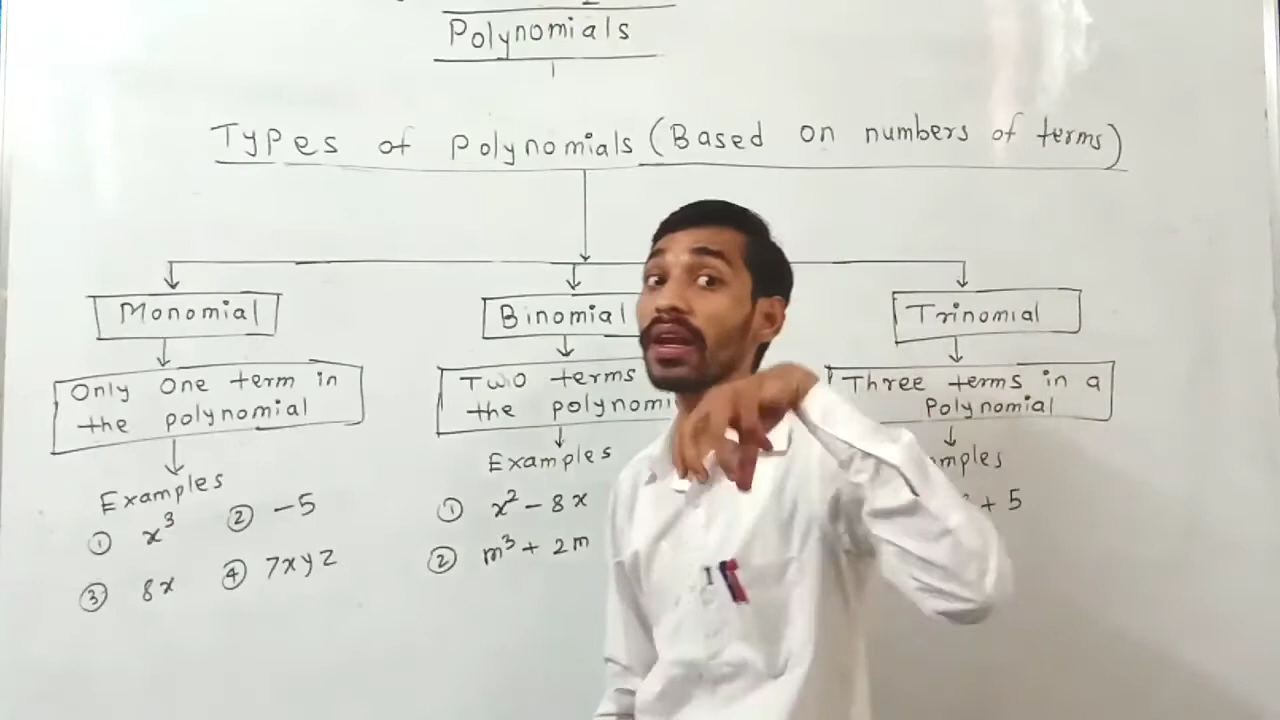 Polynomials
Types of Polynomials (Based on numbers of terms)
Monomial
Only one term in
the polynomial
Examples
① x³ ② -5
③ 8x ④ 7xyz
Binomial
Two terms
the
Examples
① x² - 8x
② m³ + 2m
Trinomial
Three terms in a
Polynomial
+ 5